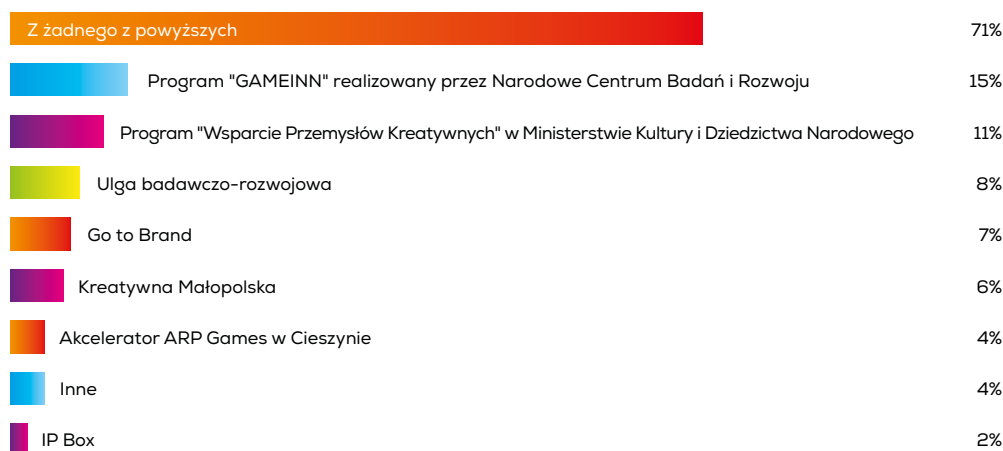 Z żadnego z powyższych 71%
Program "GAMEINN" realizowany przez Narodowe Centrum Badań i Rozwoju 15%
Program "Wsparcie Przemysłów Kreatywnych" w Ministerstwie Kultury i Dziedzictwa Narodowego 11%
Ulga badawczo-rozwojowa 8%
Go to Brand 7%
Kreatywna Małopolska 6%
Akcelerator ARP Games w Cieszynie 4%
Inne 4%
IP Box 2%